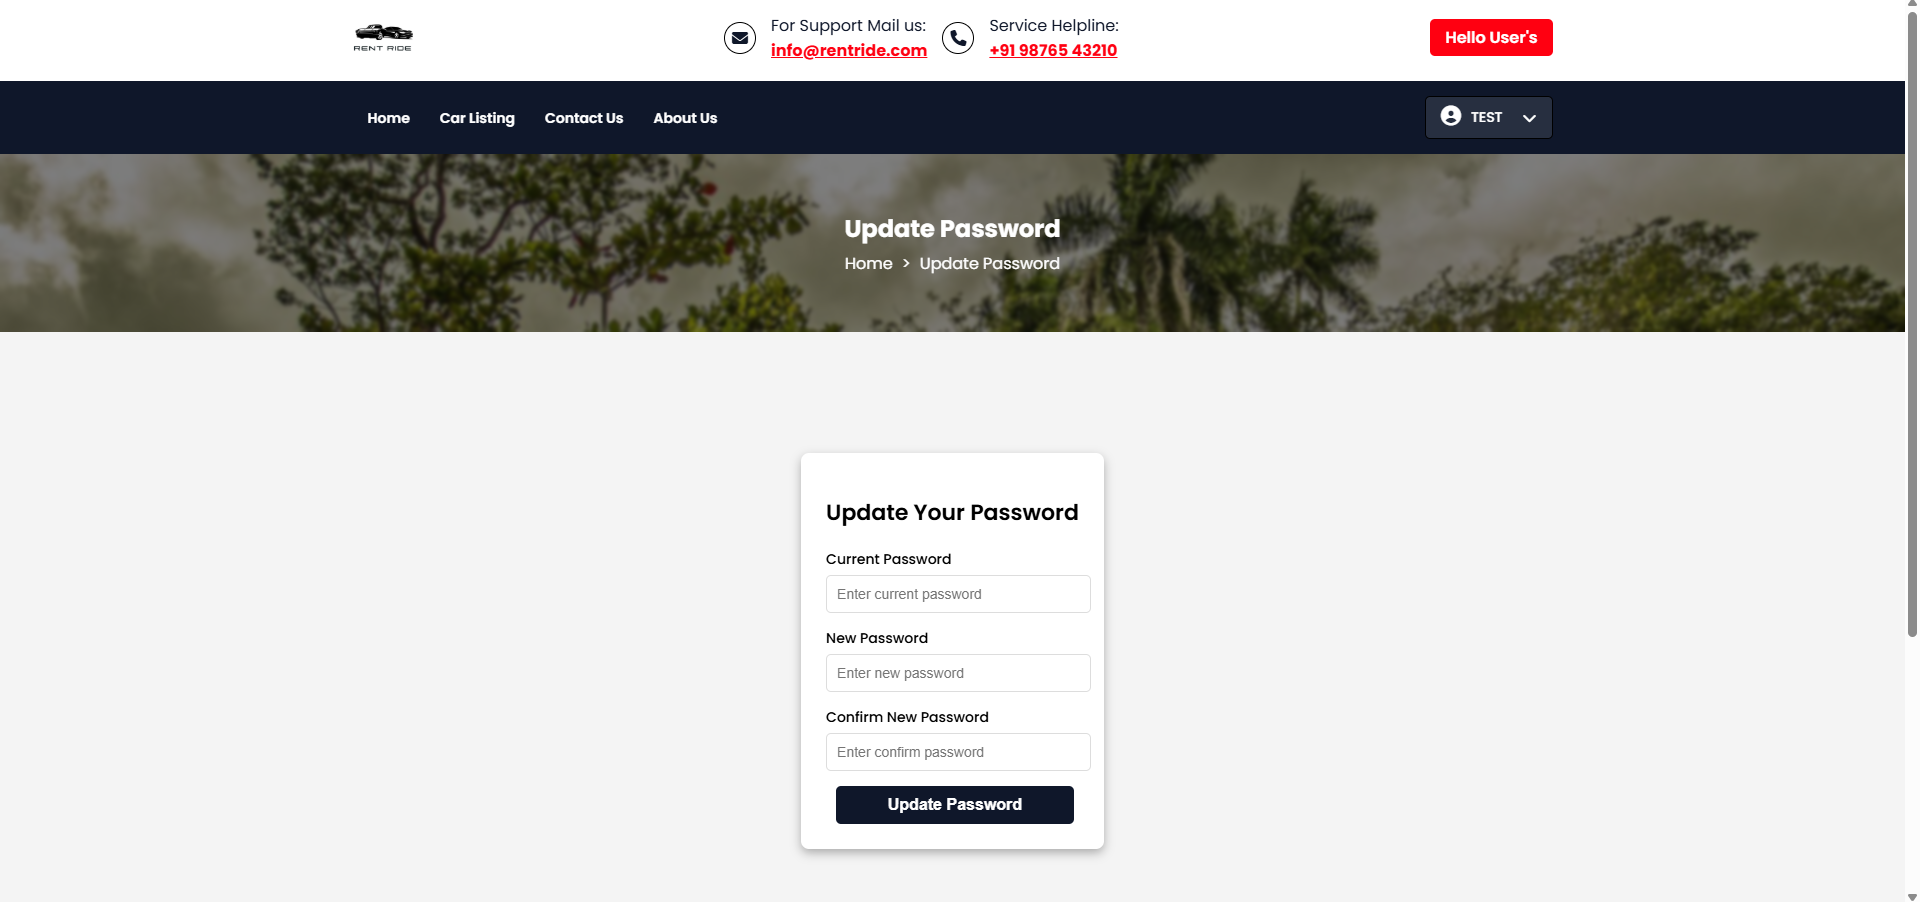 RENT RIDE
For Support Mail us:
info@rentride.com
Service Helpline:
+91 98765 43210
Hello User's
Home
Car Listing
Contact Us
About Us
TEST
Update Password
Home > Update Password
Update Your Password
Current Password
Enter current password
New Password
Enter new password
Confirm New Password
Enter confirm password
Update Password